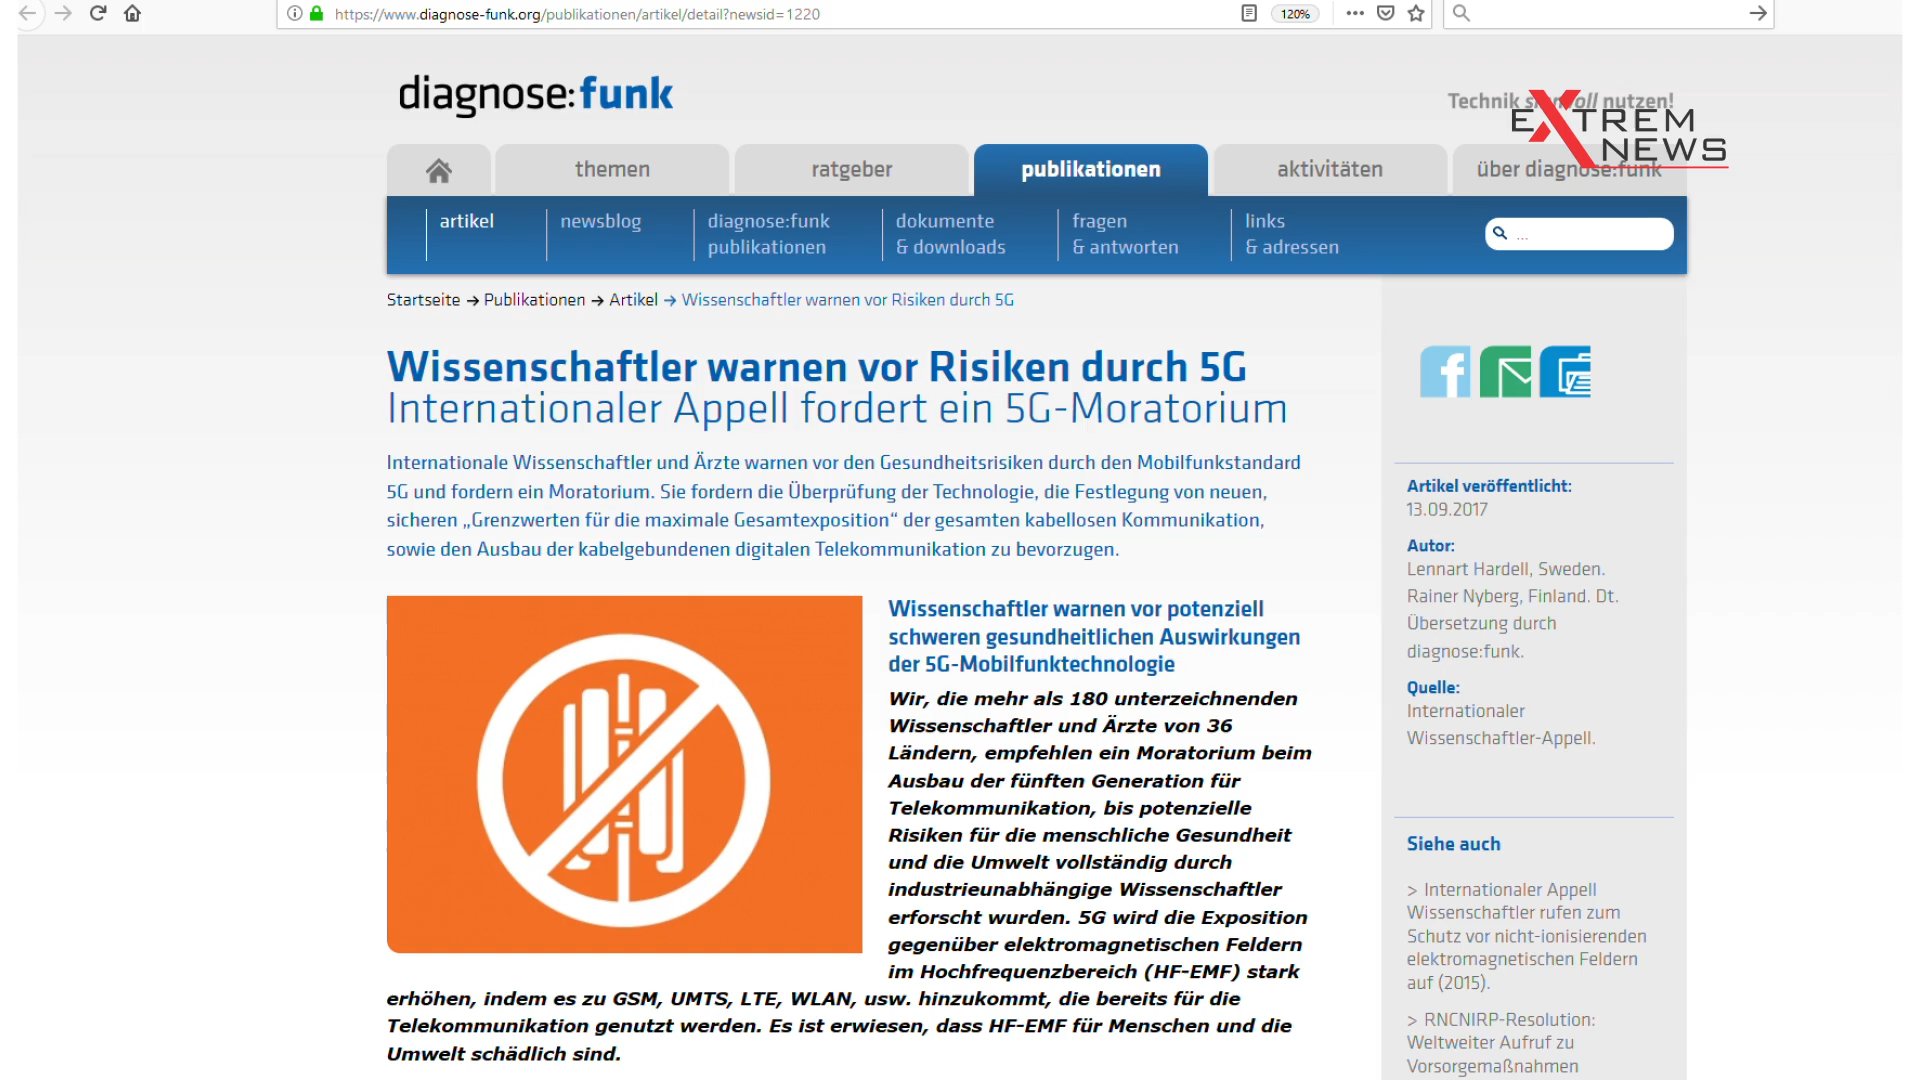 https://www.diagnose-funk.org/publikationen/artikel/detail?newsid=1220
120%
diagnose:funk
Technik sinnvoll nutzen!
EXTREM
NEWS
themen
ratgeber
publikationen
aktivitäten
über diagnose:funk
artikel
newsblog
diagnose:funk
publikationen
dokumente
& downloads
fragen
& antworten
links
& adressen
...
Startseite → Publikationen → Artikel → Wissenschaftler warnen vor Risiken durch 5G
Wissenschaftler warnen vor Risiken durch 5G
Internationaler Appell fordert ein 5G-Moratorium
Internationale Wissenschaftler und Ärzte warnen vor den Gesundheitsrisiken durch den Mobilfunkstandard
5G und fordern ein Moratorium. Sie fordern die Überprüfung der Technologie, die Festlegung von neuen,
sicheren „Grenzwerten für die maximale Gesamtexposition“ der gesamten kabellosen Kommunikation,
sowie den Ausbau der kabelgebundenen digitalen Telekommunikation zu bevorzugen.
Wissenschaftler warnen vor potenziell
schweren gesundheitlichen Auswirkungen
der 5G-Mobilfunktechnologie
Wir, die mehr als 180 unterzeichnenden
Wissenschaftler und Ärzte von 36
Ländern, empfehlen ein Moratorium beim
Ausbau der fünften Generation für
Telekommunikation, bis potenzielle
Risiken für die menschliche Gesundheit
und die Umwelt vollständig durch
industrieunabhängige Wissenschaftler
erforscht wurden. 5G wird die Exposition
gegenüber elektromagnetischen Feldern
im Hochfrequenzbereich (HF-EMF) stark
erhöhen, indem es zu GSM, UMTS, LTE, WLAN, usw. hinzukommt, die bereits für die
Telekommunikation genutzt werden. Es ist erwiesen, dass HF-EMF für Menschen und die
Umwelt schädlich sind.
Artikel veröffentlicht:
13.09.2017
Autor:
Lennart Hardell, Sweden.
Rainer Nyberg, Finland. Dt.
Übersetzung durch
diagnose:funk.
Quelle:
Internationaler
Wissenschaftler-Appell.
Siehe auch
> Internationaler Appell
Wissenschaftler rufen zum
Schutz vor nicht-ionisierenden
elektromagnetischen Feldern
auf (2015).
> RNCNIRP-Resolution:
Weltweiter Aufruf zu
Vorsorgemaßnahmen